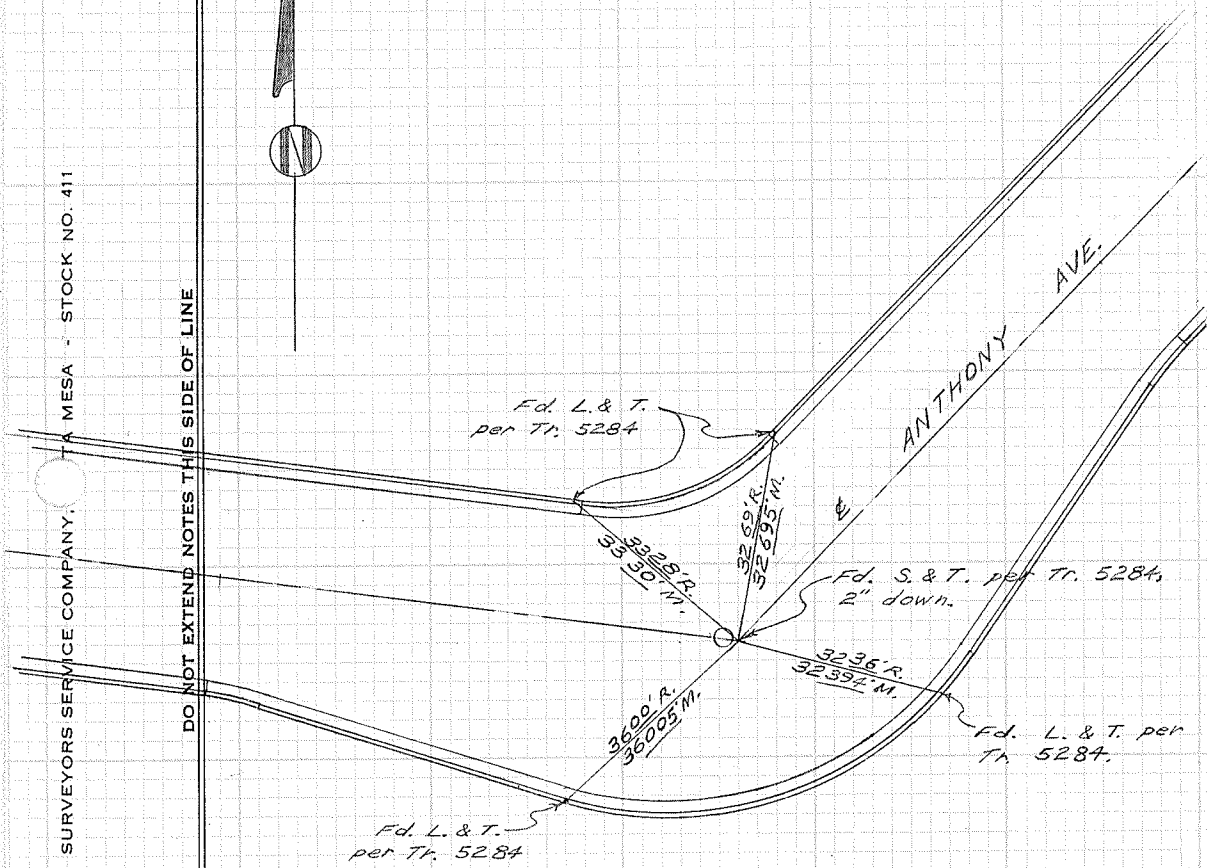 SURVEYORS SERVICE COMPANY, TA MESA - STOCK NO. 411
DO NOT EXTEND NOTES THIS SIDE OF LINE
N
Fd. L. & T.
per Tr. 5284
ANTHONY AVE.
℄
32 69' R.
32 695' M.
33 28' R.
33 30' M.
Fd. S. & T. per Tr. 5284,
2" down.
32 36' R.
32 394' M.
36 00' R.
36 005' M.
Fd. L. & T. per
Tr. 5284.
Fd. L. & T.
per Tr. 5284